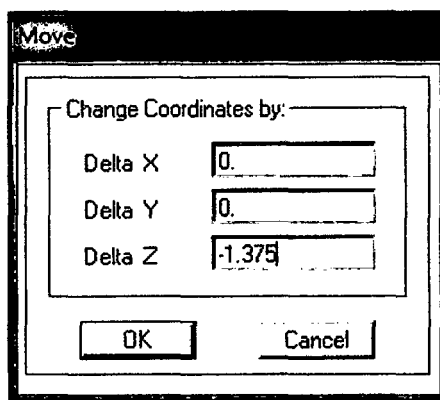 Move
Change Coordinates by:
Delta X 0.
Delta Y 0.
Delta Z -1.375
OK Cancel